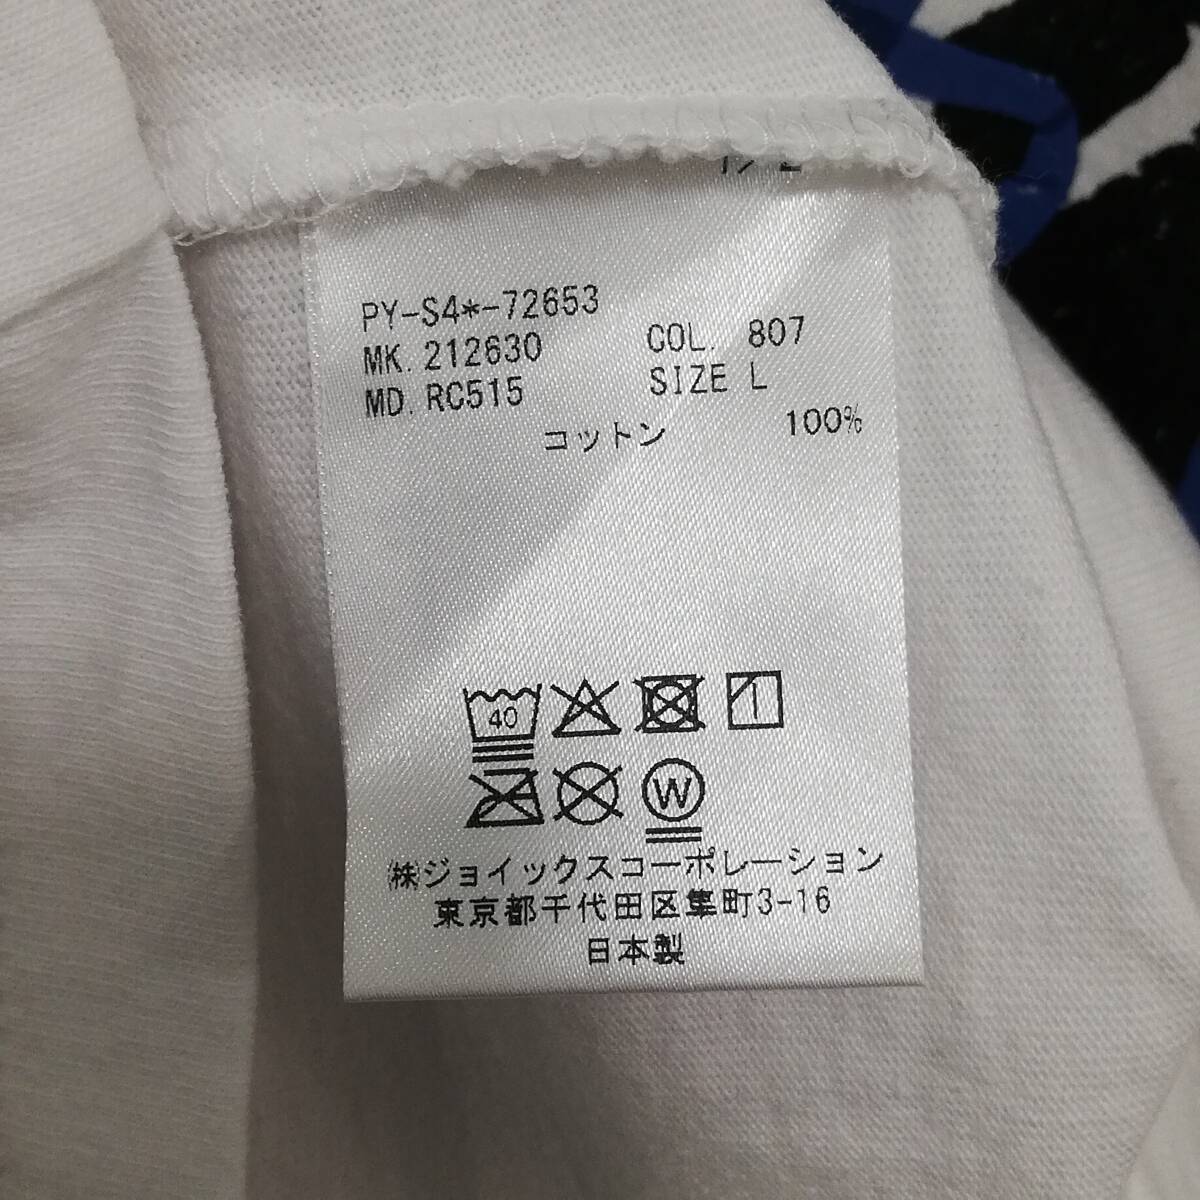 PY-S4*-72653
MK. 212630 COL. 807
MD. RC515 SIZE L
コットン 100%
40
1
W
㈱ジョイックスコーポレーション
東京都千代田区隼町3-16
日本製